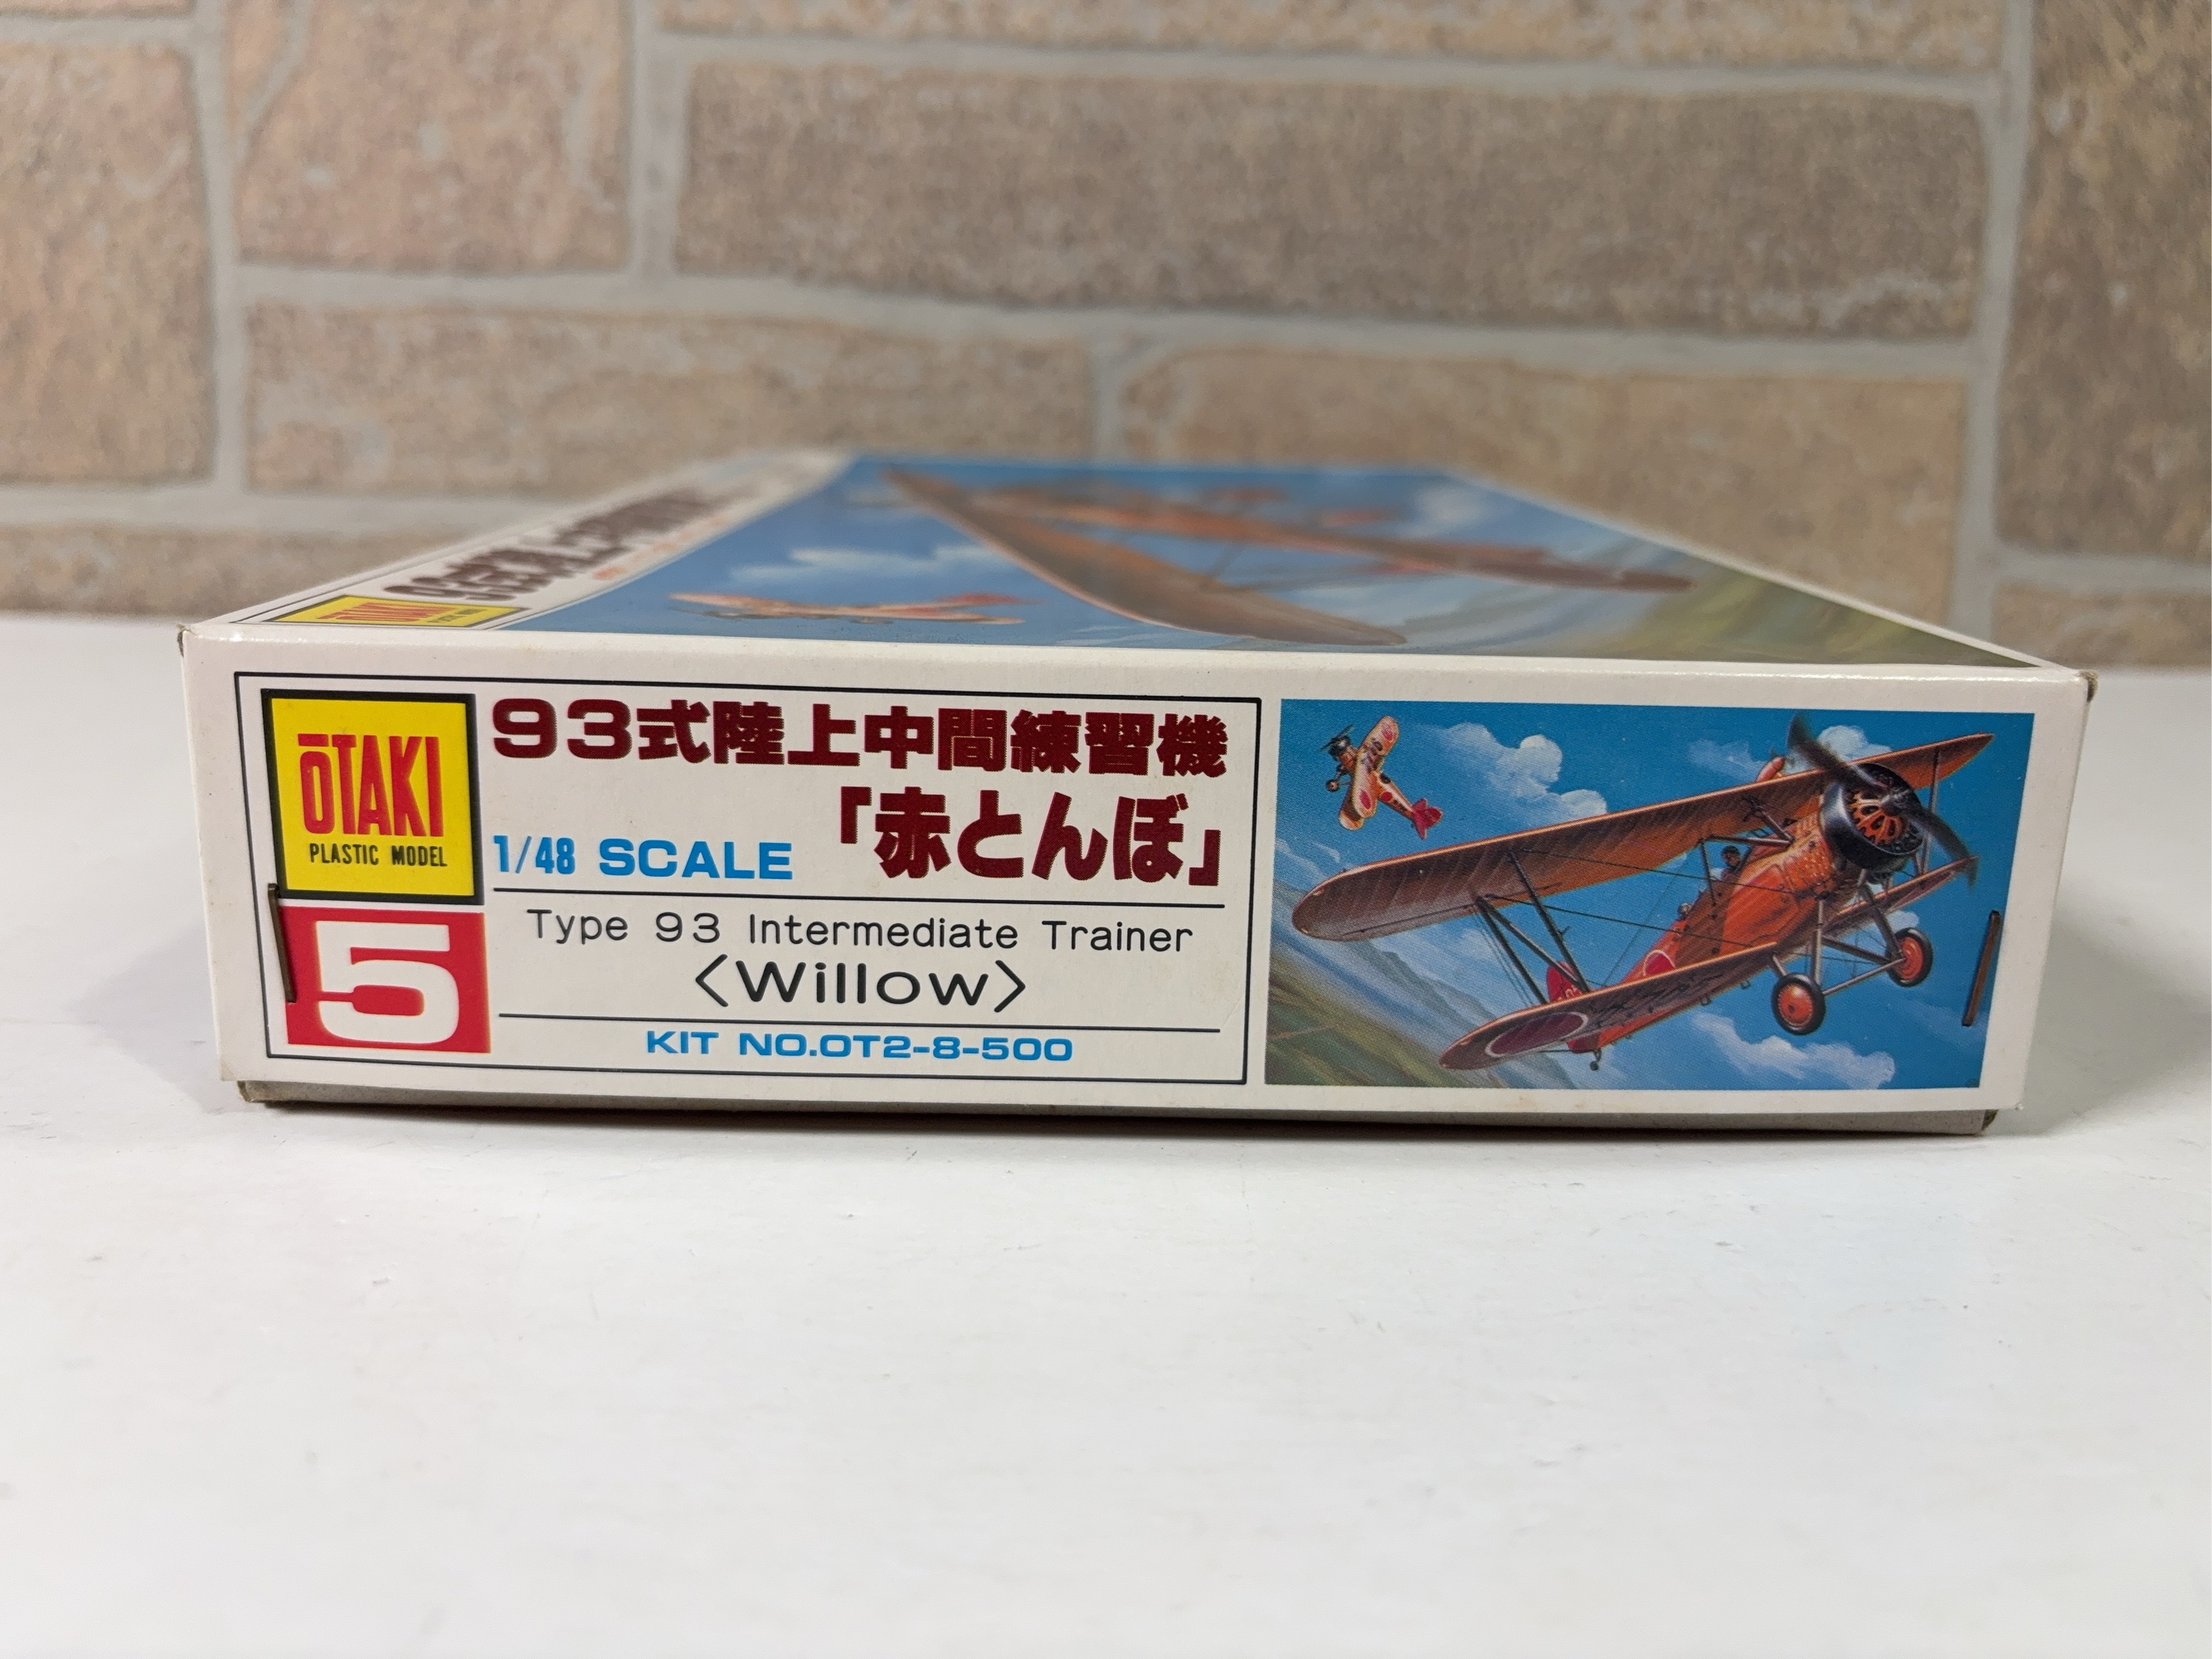 ŌTAKI
ŌTAKI
PLASTIC MODEL
5
93式陸上中間練習機
「赤とんぼ」
1/48 SCALE
Type 93 Intermediate Trainer
<Willow>
KIT NO.OT2-8-500